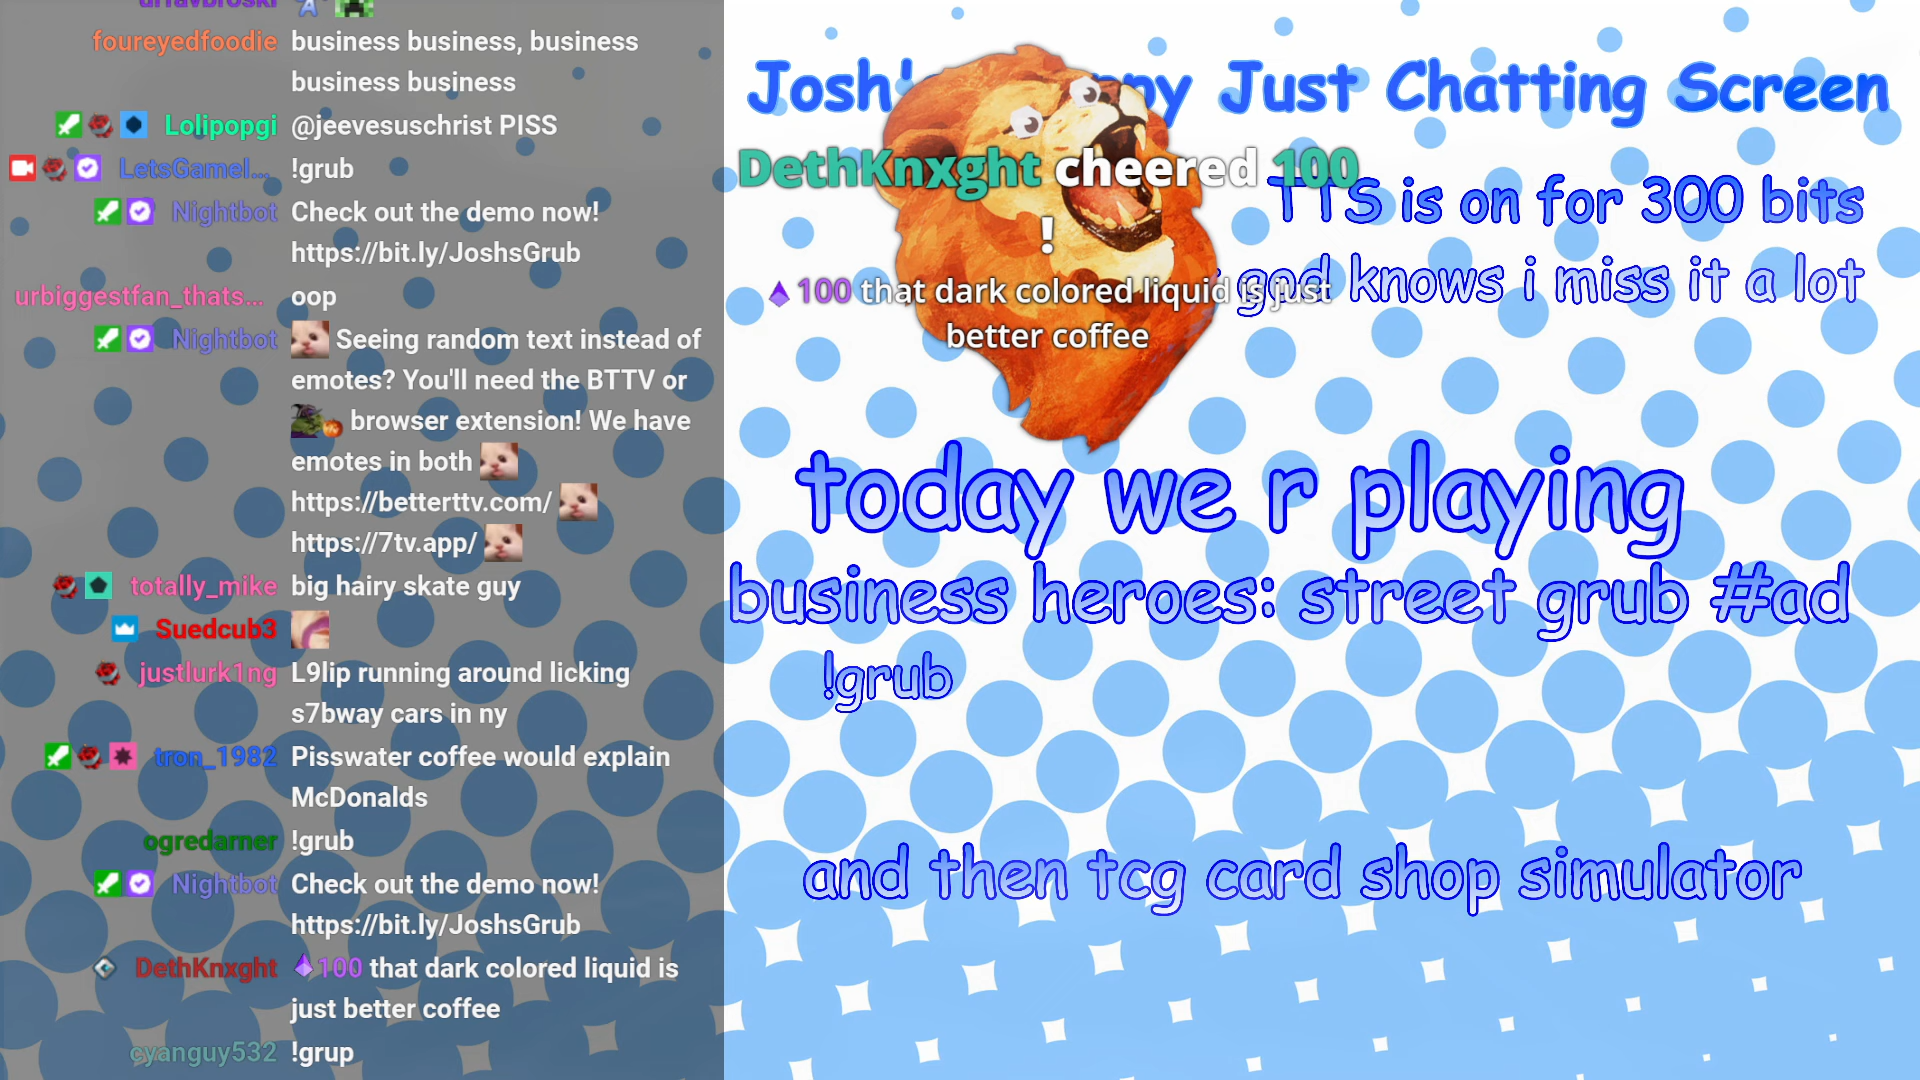 foureyedfoodie business business, business
business business
Lolipopgi @jeevesuschrist PISS
LetsGamel... !grub
Nightbot Check out the demo now!
https://bit.ly/JoshsGrub
urbiggestfan_thats... oop
Nightbot Seeing random text instead of
emotes? You'll need the BTTV or
browser extension! We have
emotes in both
https://betterttv.com/
https://7tv.app/
totally_mike big hairy skate guy
Suedcub3
justlurk1ng L9lip running around licking
s7bway cars in ny
tron_1982 Pisswater coffee would explain
McDonalds
ogredarner !grub
Nightbot Check out the demo now!
https://bit.ly/JoshsGrub
DethKnxght 100 that dark colored liquid is
just better coffee
cyanguy532 !grup
Just Chatting Screen
DethKnxght cheered 100
!
100 that dark colored liquid is just
better coffee
TTS is on for 300 bits
god knows i miss it a lot
today we r playing
business heroes: street grub #ad
!grub
and then tcg card shop simulator